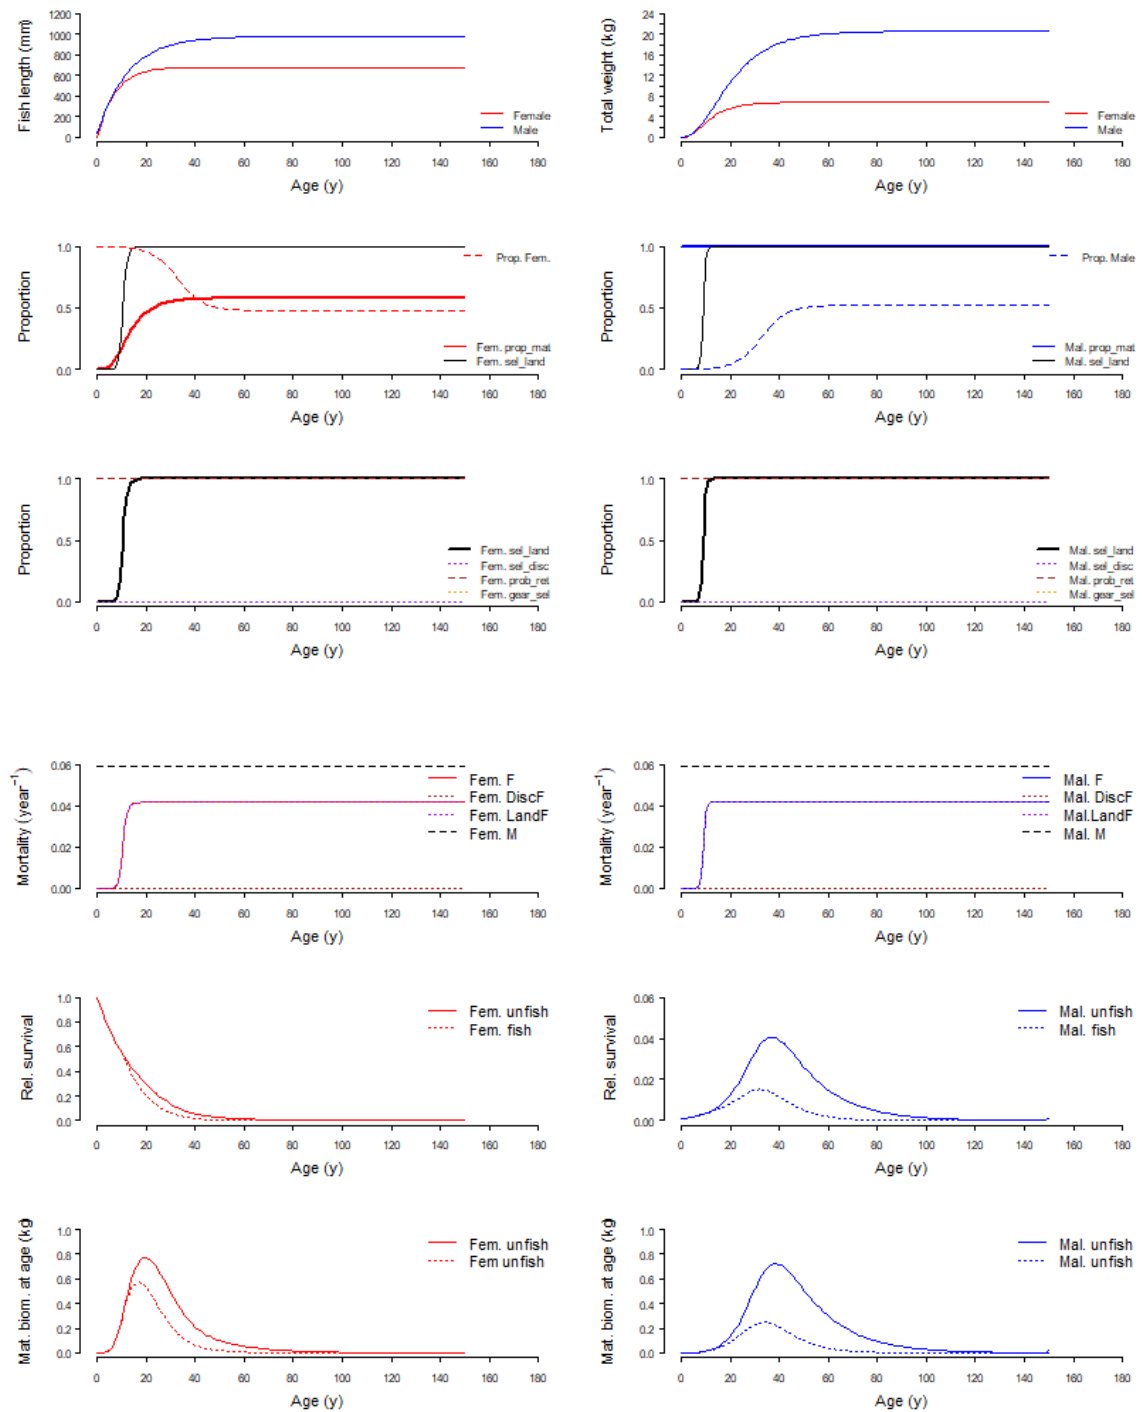 Fish length (mm)
1200
1000
800
600
400
200
0
Female
Male
0 20 40 60 80 100 120 140 160 180
Age (y)
Total weight (kg)
24
20
16
12
8
4
0
Female
Male
0 20 40 60 80 100 120 140 160 180
Age (y)
Proportion
1.0
0.5
0.0
Prop. Fem.
Fem. prop_mat
Fem. sel_land
0 20 40 60 80 100 120 140 160 180
Age (y)
Proportion
1.0
0.5
0.0
Prop. Male
Mal. prop_mat
Mal. sel_land
0 20 40 60 80 100 120 140 160 180
Age (y)
Proportion
1.0
0.5
0.0
Fem. sel_land
Fem. sel_disc
Fem. prob_ret
Fem. gear_sel
0 20 40 60 80 100 120 140 160 180
Age (y)
Proportion
1.0
0.5
0.0
Mal. sel_land
Mal. sel_disc
Mal. prob_ret
Mal. gear_sel
0 20 40 60 80 100 120 140 160 180
Age (y)
Mortality (year⁻¹)
0.06
0.04
0.02
0.00
Fem. F
Fem. DiscF
Fem. LandF
Fem. M
0 20 40 60 80 100 120 140 160 180
Age (y)
Mortality (year⁻¹)
0.06
0.04
0.02
0.00
Mal. F
Mal. DiscF
Mal.LandF
Mal. M
0 20 40 60 80 100 120 140 160 180
Age (y)
Rel. survival
1.0
0.8
0.6
0.4
0.2
0.0
Fem. unfish
Fem. fish
0 20 40 60 80 100 120 140 160 180
Age (y)
Rel. survival
0.06
0.04
0.02
0.00
Mal. unfish
Mal. fish
0 20 40 60 80 100 120 140 160 180
Age (y)
Mat. biom. at age (kg)
1.0
0.8
0.6
0.4
0.2
0.0
Fem. unfish
Fem unfish
0 20 40 60 80 100 120 140 160 180
Age (y)
Mat. biom. at age (kg)
1.0
0.8
0.6
0.4
0.2
0.0
Mal. unfish
Mal. unfish
0 20 40 60 80 100 120 140 160 180
Age (y)